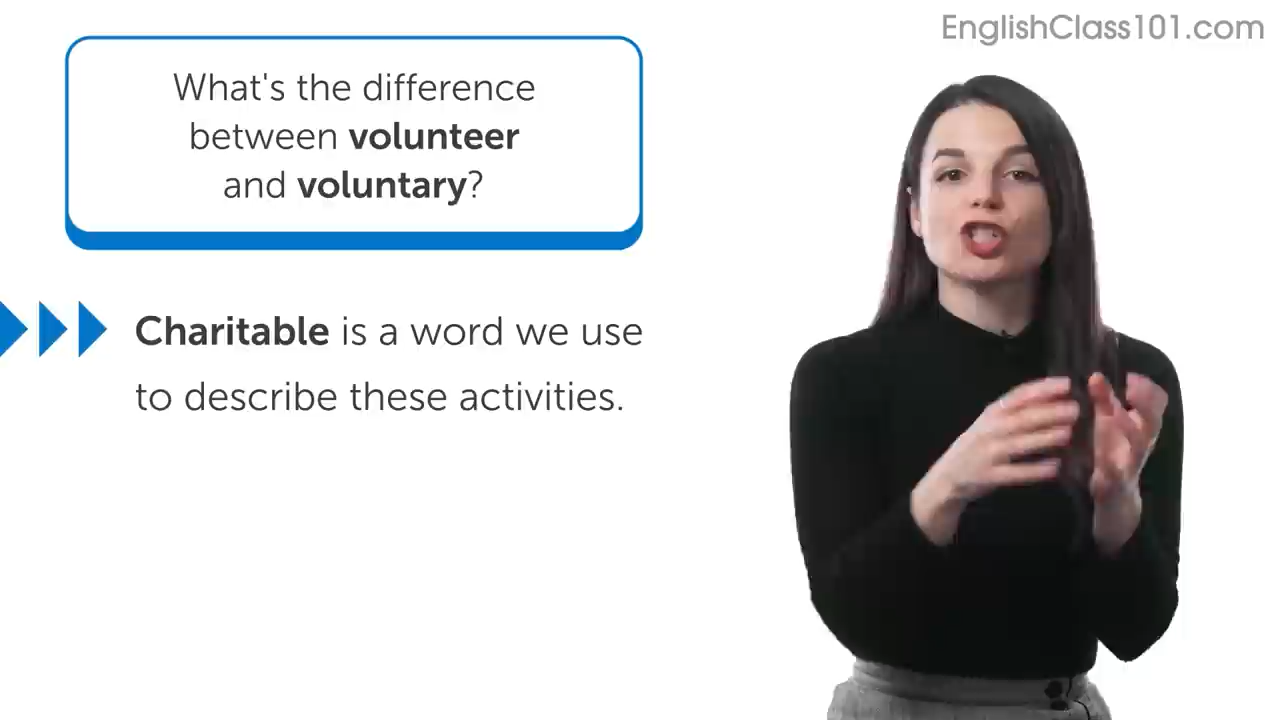 EnglishClass101.com
What's the difference
between volunteer
and voluntary?
Charitable is a word we use
to describe these activities.